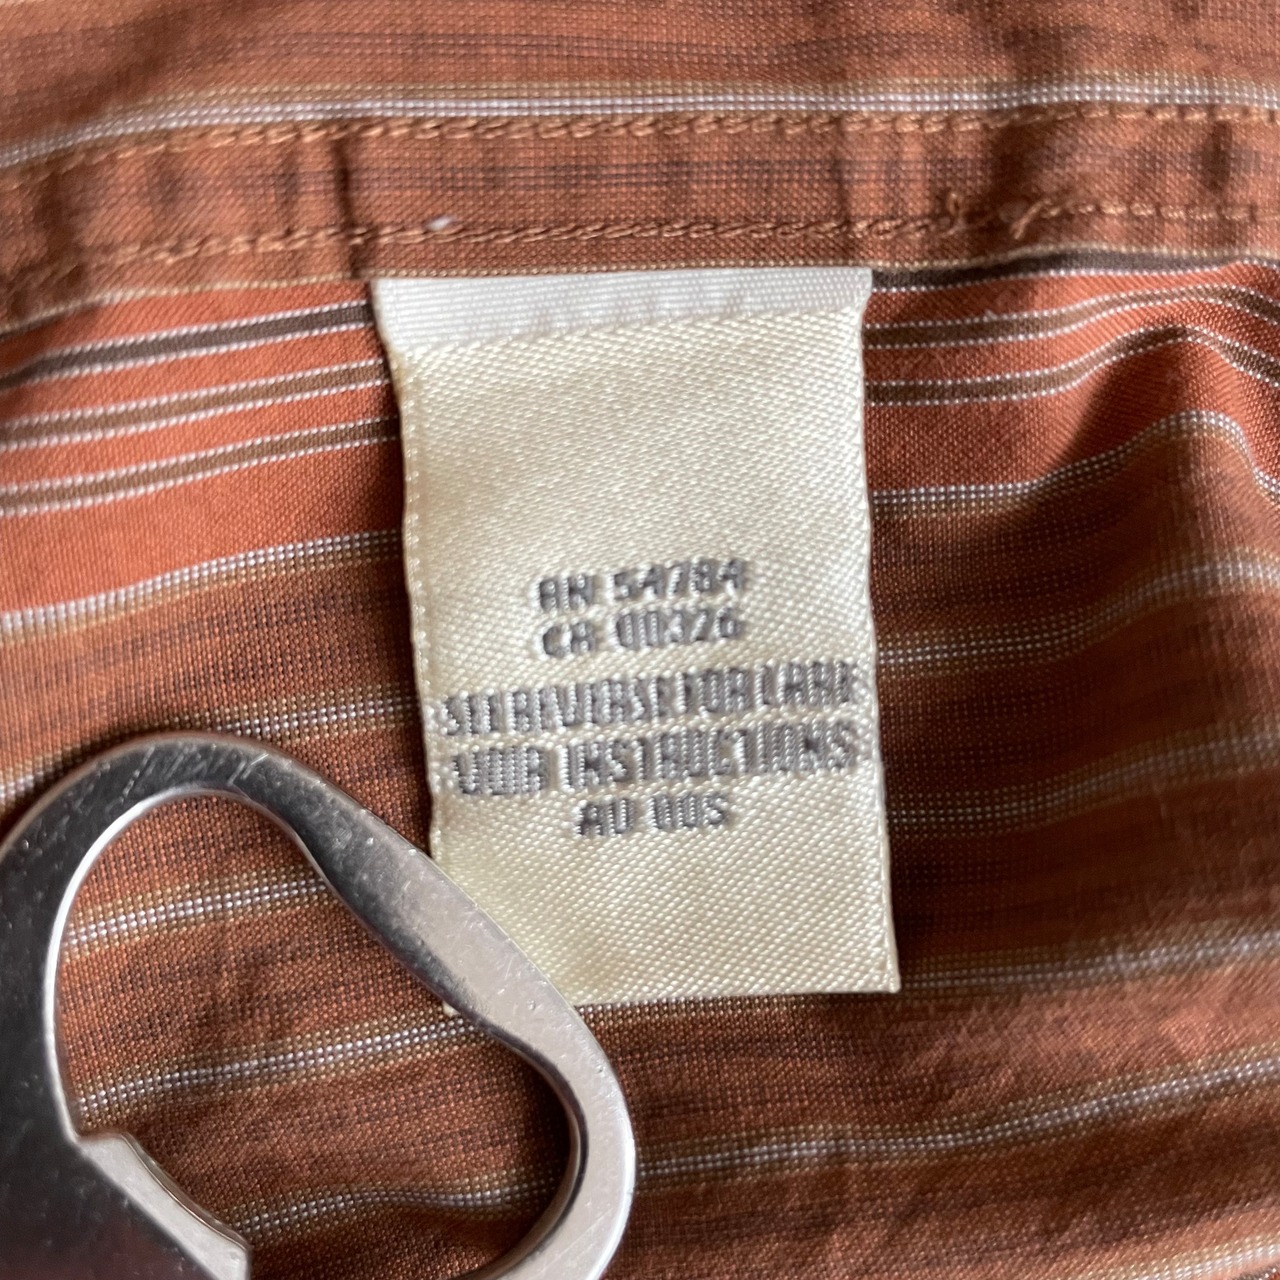 RN 54784
CA 00326
SEE REVERSE FOR CARE
VOIR INSTRUCTIONS
AU DOS